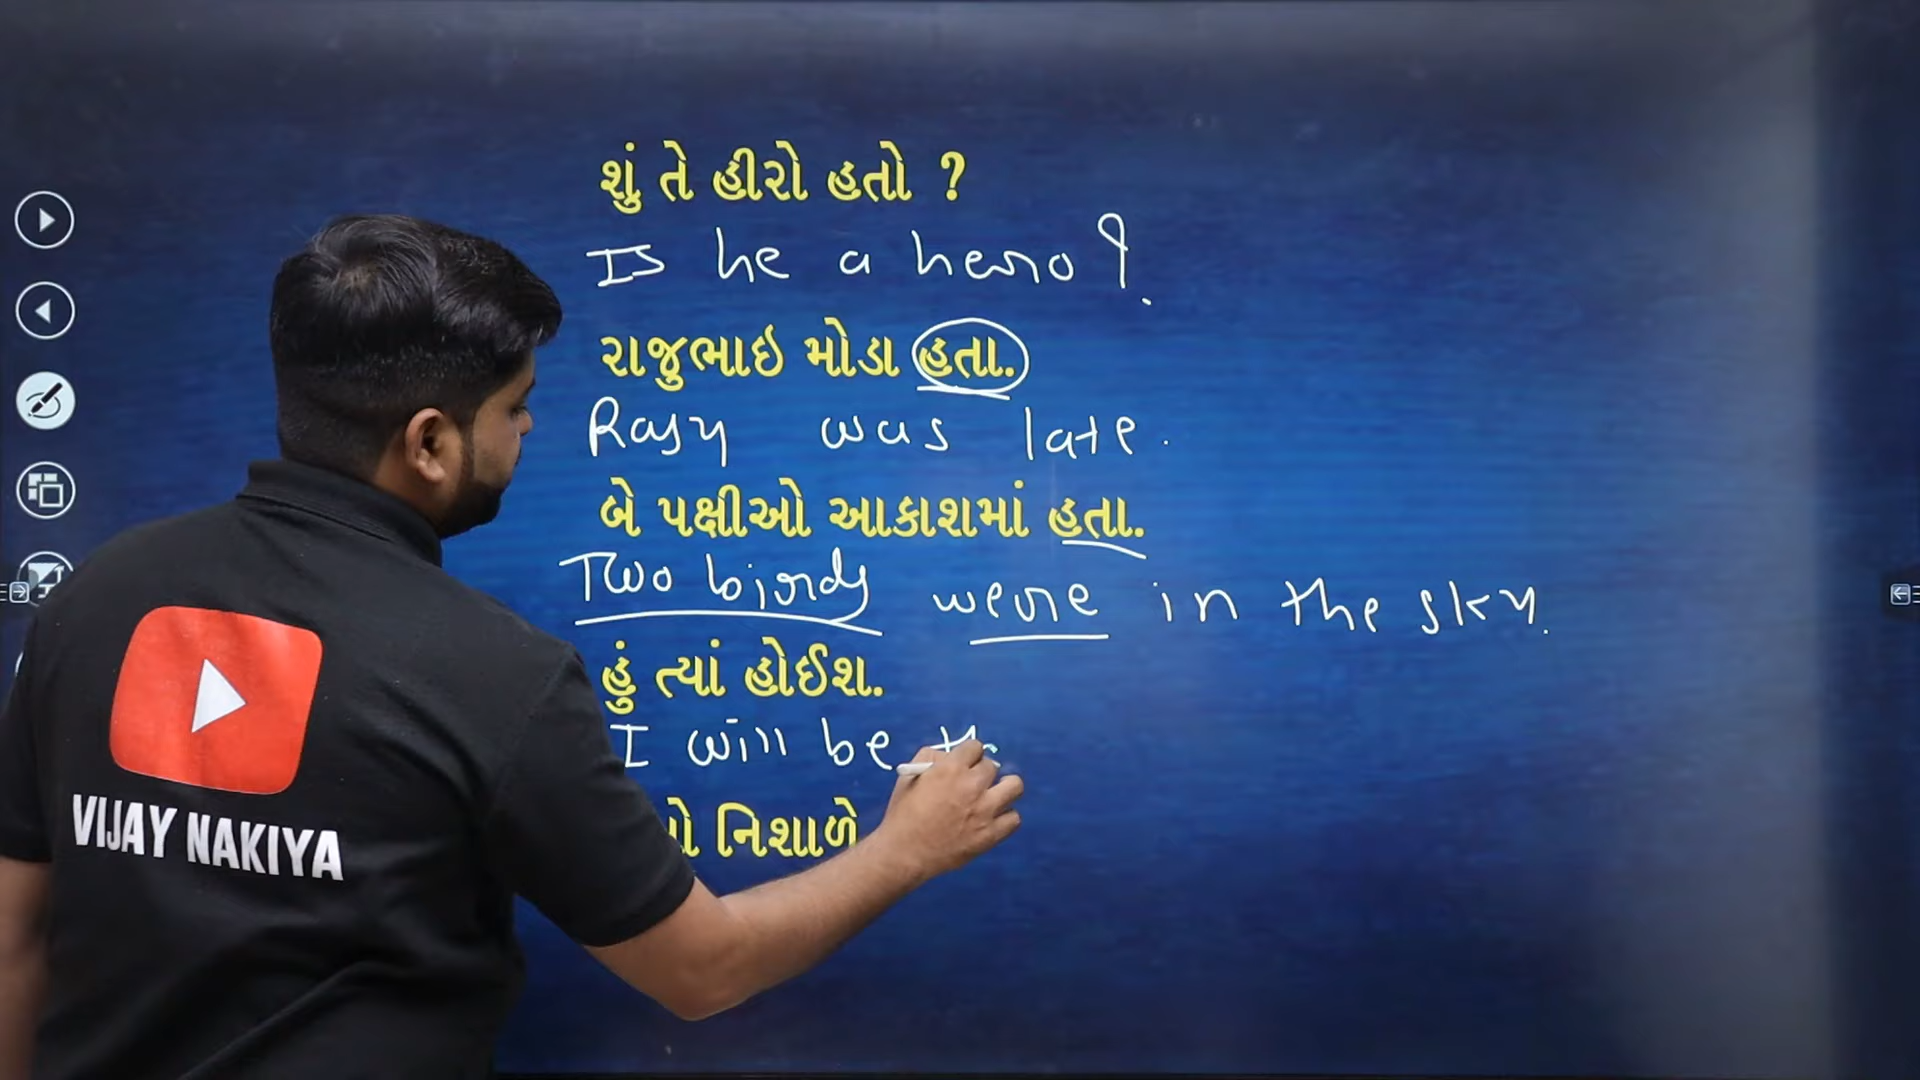 શું તે હીરો હતો ?
Is he a hero?
રાજુભાઇ મોડા હતા.
Raju was late.
બે પક્ષીઓ આકાશમાં હતા.
Two birds were in the sky.
હું ત્યાં હોઈશ.
I will be
નિશાળે
VIJAY NAKIYA